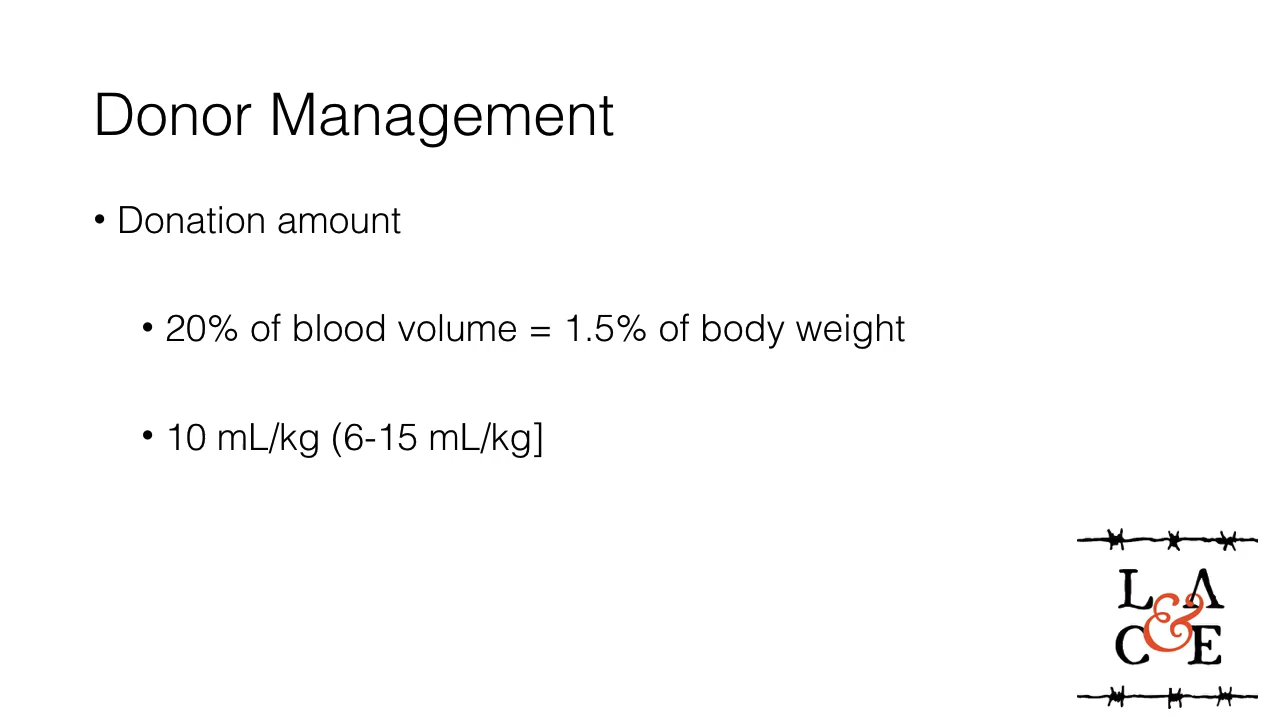 Donor Management
• Donation amount
• 20% of blood volume = 1.5% of body weight
• 10 mL/kg (6-15 mL/kg]
L & A
C E